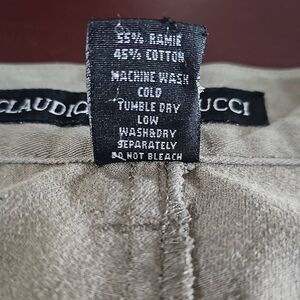 55% RAMIE
45% COTTON
MACHINE WASH
COLD
TUMBLE DRY
LOW
WASH&DRY
SEPARATELY
DO NOT BLEACH
CLAUDIO UCCI